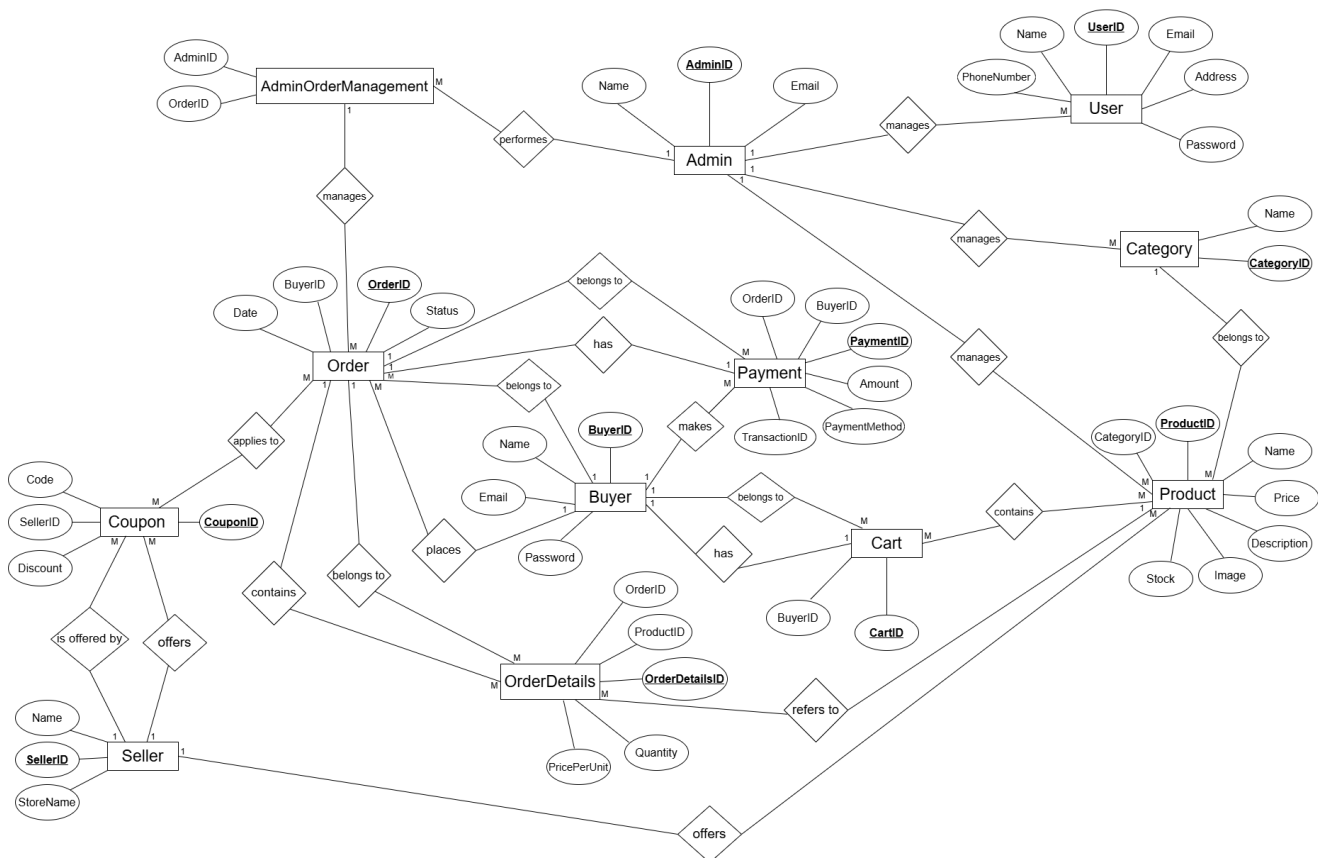 Name
UserID
Email
AdminID
AdminOrderManagement
M
AdminID
Name
Email
PhoneNumber
Address
OrderID
1
performes
manages
M
User
1
Admin
1
1
1
Password
manages
manages
M
Category
Name
CategoryID
1
BuyerID
OrderID
belongs to
OrderID
BuyerID
Date
Status
has
PaymentID
manages
belongs to
M
Order
1
1
M
M
1
Payment
M
Amount
M
1
1
M
belongs to
makes
TransactionID
PaymentMethod
CategoryID
ProductID
Name
applies to
Name
BuyerID
Code
Email
1
1
Buyer
1
1
1
belongs to
M
M
M
Product
Price
SellerID
M
Coupon
CouponID
contains
M
M
1
M
Discount
M
M
places
Password
has
M
1
Cart
M
Description
contains
belongs to
Stock
Image
OrderID
BuyerID
CartID
is offered by
offers
ProductID
M
M
OrderDetails
M
OrderDetailsID
refers to
Name
1
1
SellerID
Seller
1
PricePerUnit
Quantity
StoreName
offers